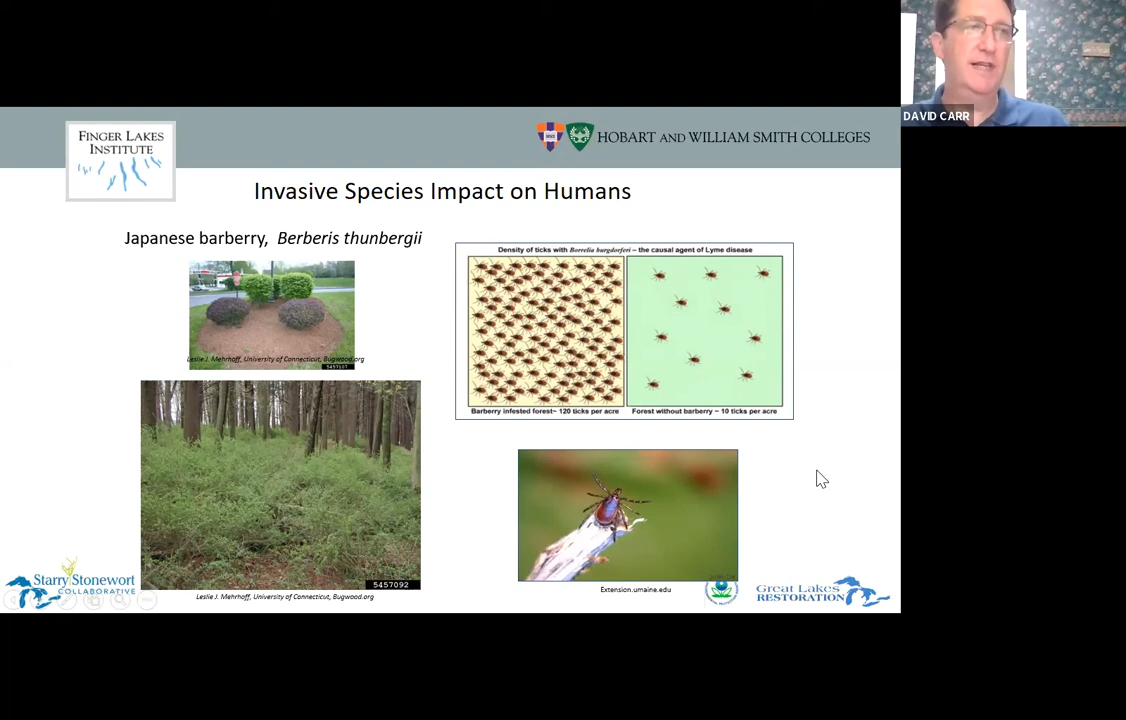 DAVID CARR
FINGER LAKES
INSTITUTE
HOBART AND WILLIAM SMITH COLLEGES
Invasive Species Impact on Humans
Japanese barberry, Berberis thunbergii
Leslie J. Mehrhoff, University of Connecticut, Bugwood.org
5457107
Density of ticks with Borrelia burgdorferi – the causal agent of Lyme disease
Barberry infested forest~ 120 ticks per acre
Forest without barberry ~ 10 ticks per acre
5457092
Leslie J. Mehrhoff, University of Connecticut, Bugwood.org
Extension.umaine.edu
Starry Stonewort
COLLABORATIVE
Great Lakes
RESTORATION